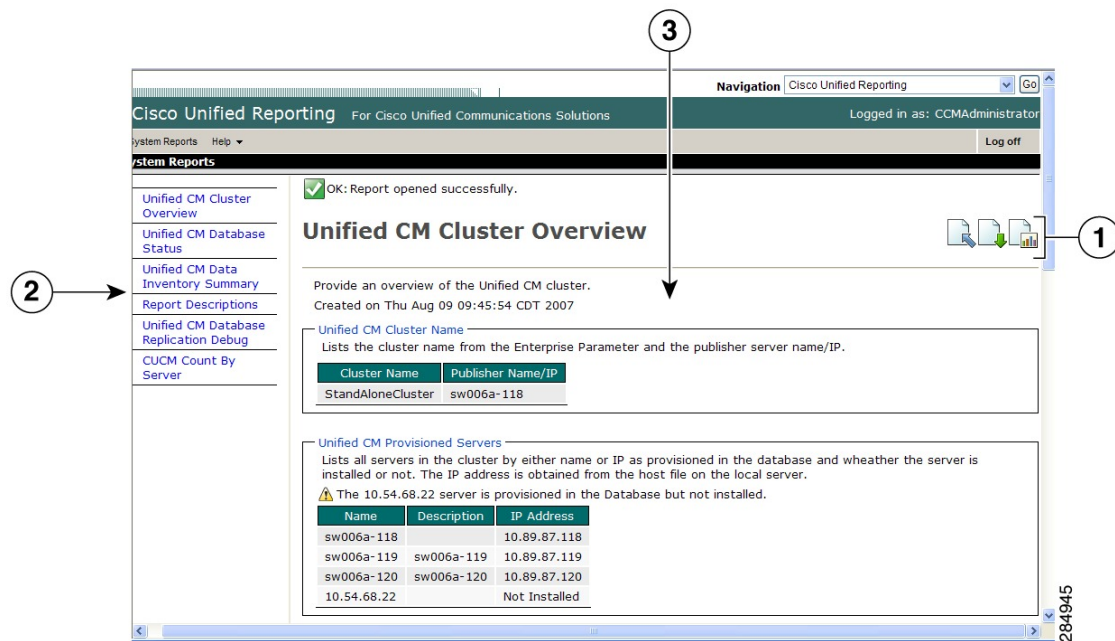 3
Navigation Cisco Unified Reporting Go
Cisco Unified Reporting For Cisco Unified Communications Solutions Logged in as: CCMAdministrator
ystem Reports Help Log off
ystem Reports
Unified CM Cluster
Overview
Unified CM Database
Status
Unified CM Data
Inventory Summary
Report Descriptions
Unified CM Database
Replication Debug
CUCM Count By
Server
2
OK: Report opened successfully.
Unified CM Cluster Overview
1
Provide an overview of the Unified CM cluster.
Created on Thu Aug 09 09:45:54 CDT 2007
Unified CM Cluster Name
Lists the cluster name from the Enterprise Parameter and the publisher server name/IP.
Cluster Name Publisher Name/IP
StandAloneCluster sw006a-118
Unified CM Provisioned Servers
Lists all servers in the cluster by either name or IP as provisioned in the database and wheather the server is
installed or not. The IP address is obtained from the host file on the local server.
The 10.54.68.22 server is provisioned in the Database but not installed.
Name Description IP Address
sw006a-118 10.89.87.118
sw006a-119 sw006a-119 10.89.87.119
sw006a-120 sw006a-120 10.89.87.120
10.54.68.22 Not Installed
284945